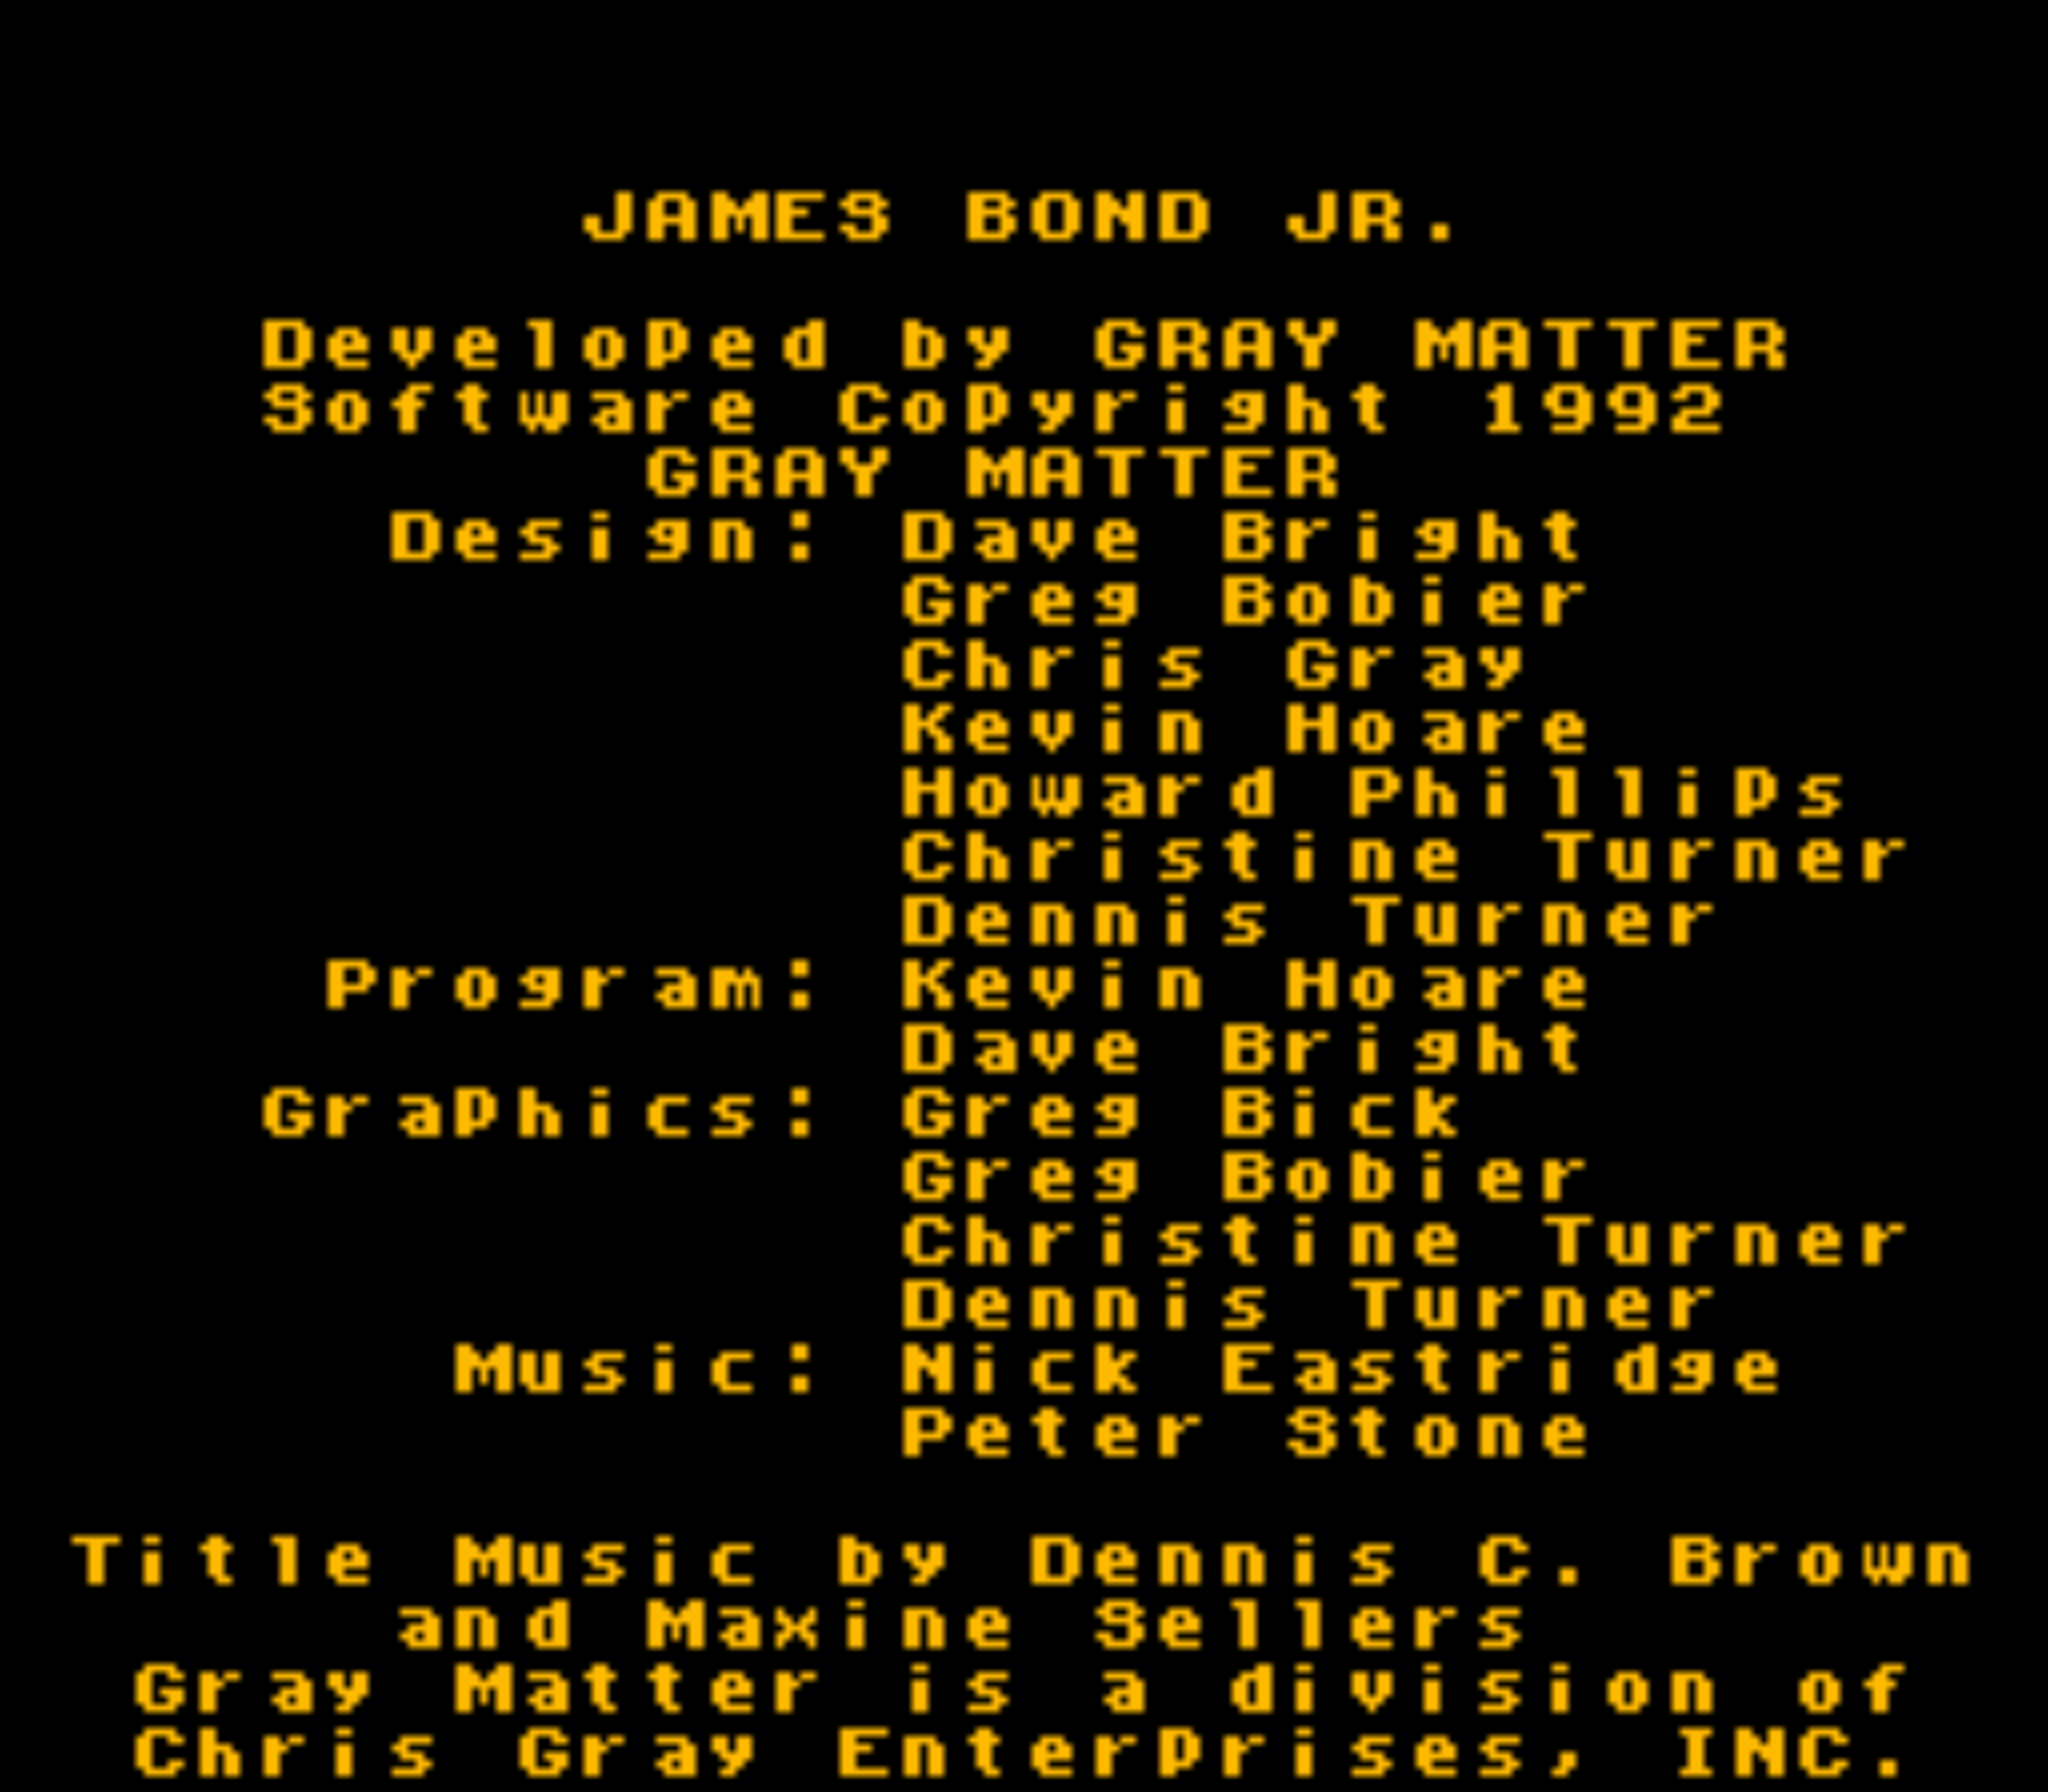 JAMES BOND JR.
Developed by GRAY MATTER
Software Copyright 1992
GRAY MATTER
Design: Dave Bright
Greg Bobier
Chris Gray
Kevin Hoare
Howard Phillips
Christine Turner
Dennis Turner
Program: Kevin Hoare
Dave Bright
Graphics: Greg Bick
Greg Bobier
Christine Turner
Dennis Turner
Music: Nick Eastridge
Peter Stone
Title Music by Dennis C. Brown
and Maxine Sellers
Gray Matter is a division of
Chris Gray Enterprises, INC.